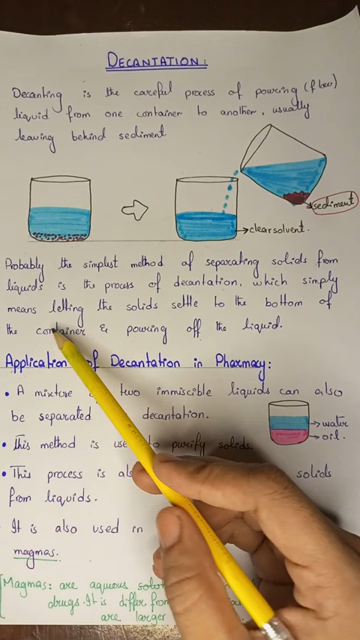 DECANTATION:
Decanting is the careful process of pouring (flow)
liquid from one container to another, usually
leaving behind sediment
sediment
clear solvent.
Probably the simplest method of separating solids from
liquids is the process of decantation, which simply
means letting the solids settle to the bottom of
the container & pouring off the liquid.
Application of Decantation in Pharmacy:
• A mixture two immiscible liquids can also
be separated decantation.
water
oil.
• This method is used to purify solids.
• This process is als solids
from liquids.
It is also used in
magmas.
Magmas: are aqueous
drugs. It is differ from
are larger